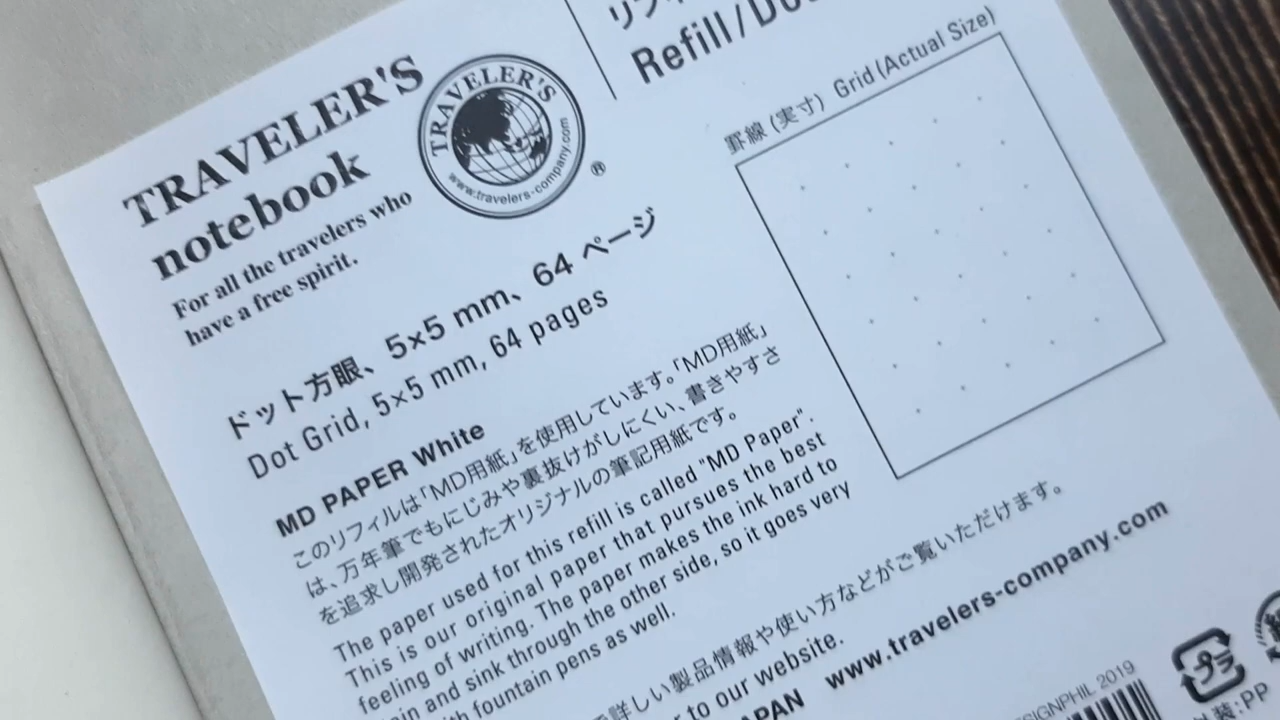 TRAVELER'S
notebook
For all the travelers who
have a free spirit.
TRAVELER'S
www.travelers-company.com
®
Refill/Dot
罫線 (実寸) Grid (Actual Size)
ドット方眼、5×5 mm、64 ページ
Dot Grid, 5×5 mm, 64 pages
MD PAPER White
このリフィルは「MD用紙」を使用しています。「MD用紙」
は、万年筆でもにじみや裏抜けがしにくい、書きやすさ
を追求し開発されたオリジナルの筆記用紙です。
The paper used for this refill is called "MD Paper".
This is our original paper that pursues the best
feeling of writing. The paper makes the ink hard to
and sink through the other side, so it goes very
fountain pens as well.
詳しい製品情報や使い方などがご覧いただけます。
to our website.
www.travelers-company.com
DESIGNPHIL 2019
プラ
装:PP